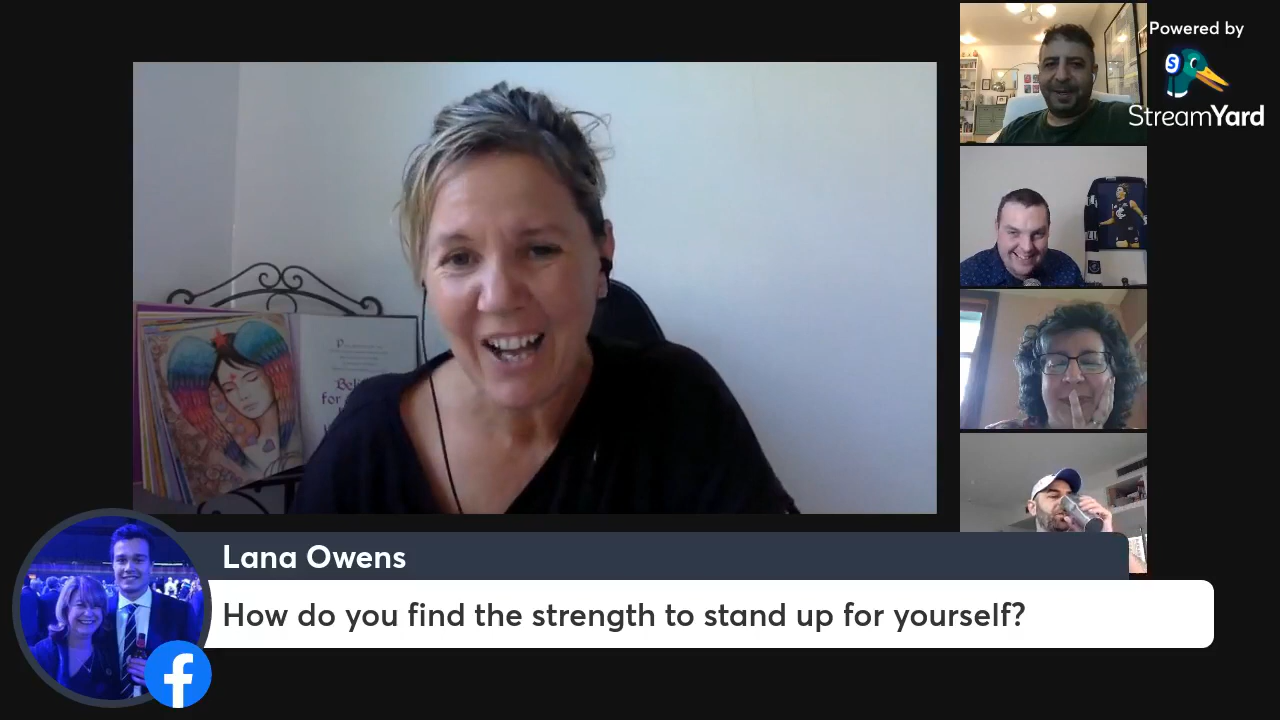 Powered by
StreamYard
Lana Owens
How do you find the strength to stand up for yourself?